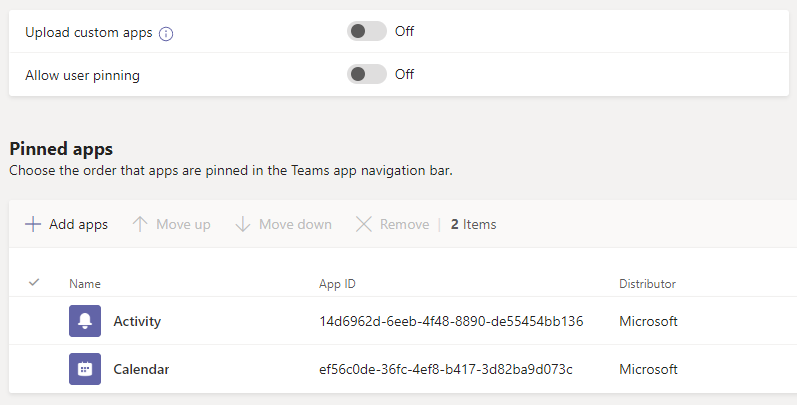 Upload custom apps Off
Allow user pinning Off
Pinned apps
Choose the order that apps are pinned in the Teams app navigation bar.
Add apps Move up Move down Remove | 2 Items
Name App ID Distributor
Activity 14d6962d-6eeb-4f48-8890-de55454bb136 Microsoft
Calendar ef56c0de-36fc-4ef8-b417-3d82ba9d073c Microsoft